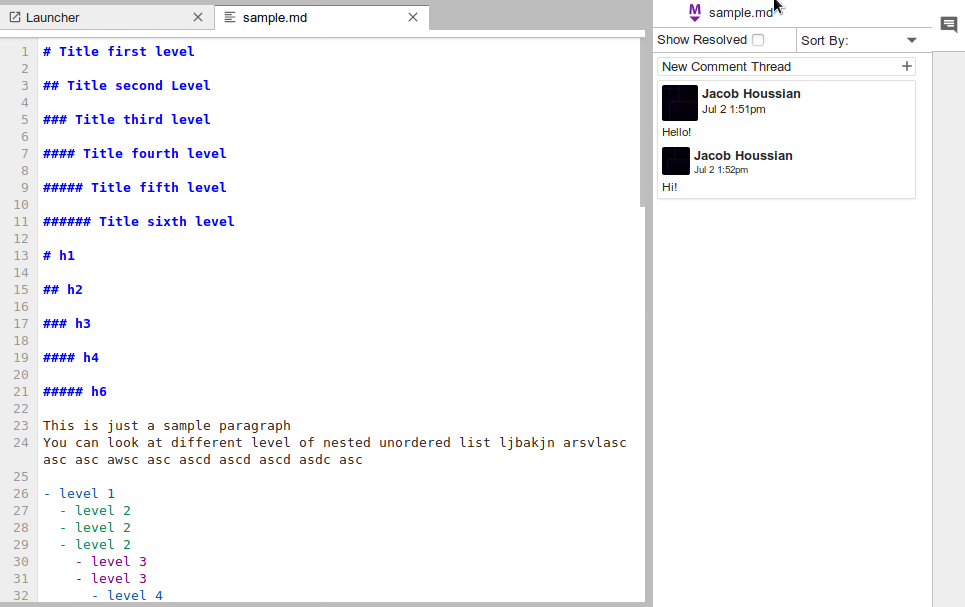 Launcher
sample.md
1 # Title first level
2
3 ## Title second Level
4
5 ### Title third level
6
7 #### Title fourth level
8
9 ##### Title fifth level
10
11 ###### Title sixth level
12
13 # h1
14
15 ## h2
16
17 ### h3
18
19 #### h4
20
21 ##### h6
22
23 This is just a sample paragraph
24 You can look at different level of nested unordered list ljbakjn arsvlasc
asc asc awsc asc ascd ascd ascd asdc asc
25
26 - level 1
27 - level 2
28 - level 2
29 - level 2
30 - level 3
31 - level 3
32 - level 4
M sample.md
Show Resolved
Sort By:
New Comment Thread +
Jacob Houssian
Jul 2 1:51pm
Hello!
Jacob Houssian
Jul 2 1:52pm
Hi!